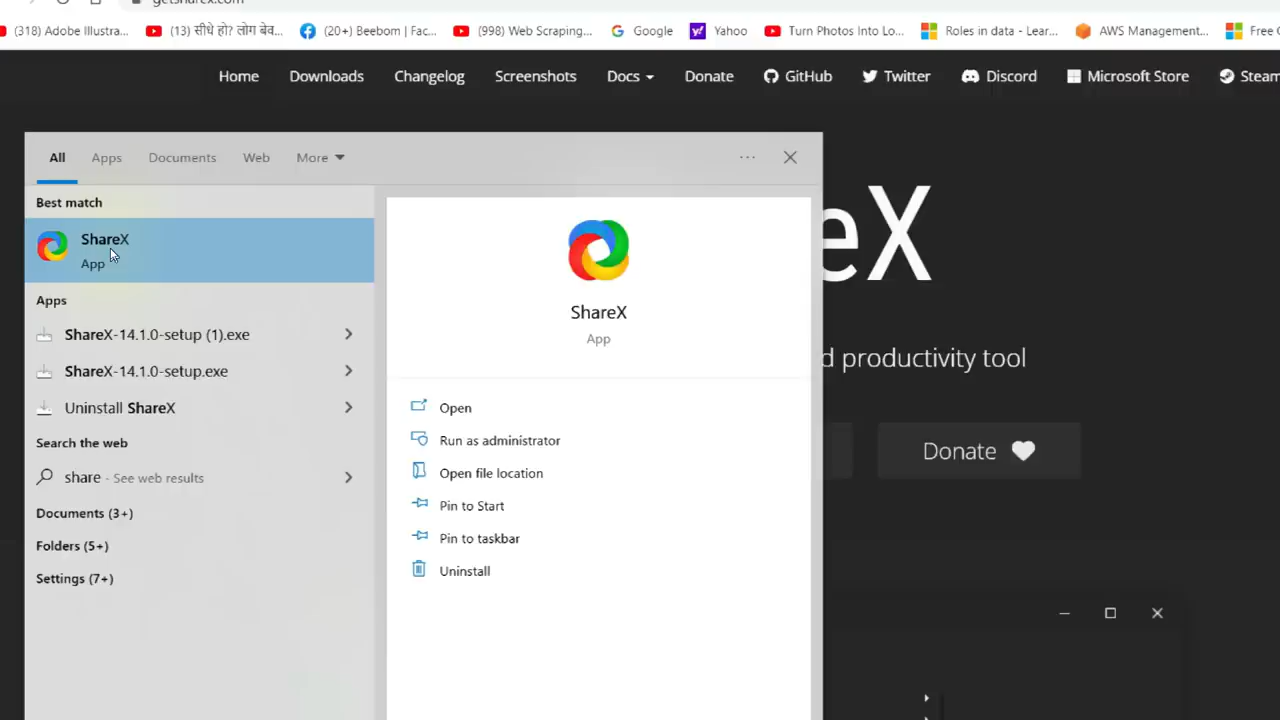 getsharex.com
(318) Adobe Illustra... (13) सीधे हो? लोग बेव... (20+) Beebom | Fac... (998) Web Scraping... Google Yahoo Turn Photos Into Lo... Roles in data - Lear... AWS Management... Free C
Home Downloads Changelog Screenshots Docs Donate GitHub Twitter Discord Microsoft Store Steam
All Apps Documents Web More
Best match
ShareX
App
Apps
ShareX-14.1.0-setup (1).exe
ShareX-14.1.0-setup.exe
Uninstall ShareX
Search the web
share - See web results
Documents (3+)
Folders (5+)
Settings (7+)
ShareX
App
Open
Run as administrator
Open file location
Pin to Start
Pin to taskbar
Uninstall
eX
d productivity tool
Donate